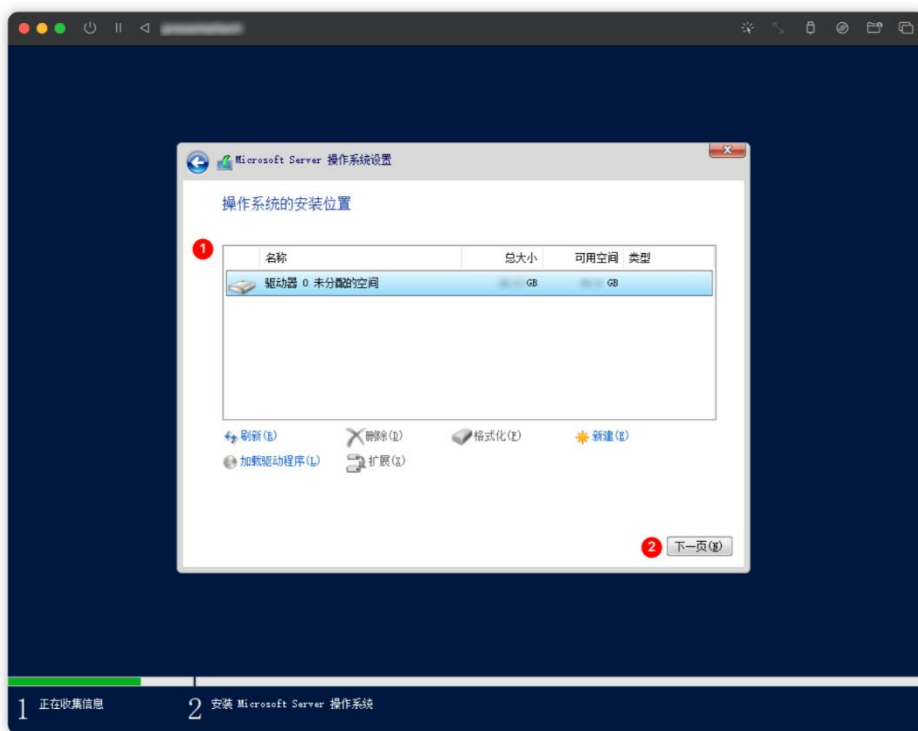 Microsoft Server 操作系统设置
操作系统的安装位置
1
名称 总大小 可用空间 类型
驱动器 0 未分配的空间 GB GB
刷新(R) 删除(D) 格式化(F) 新建(E)
加载驱动程序(L) 扩展(X)
2 下一页(N)
1 正在收集信息 2 安装 Microsoft Server 操作系统